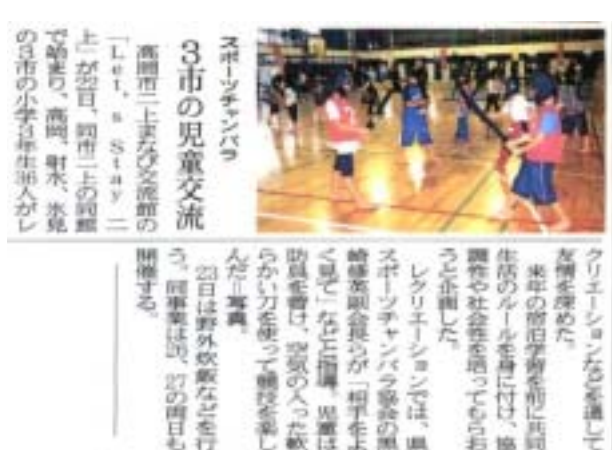 スポーツチャンバラ
3市の児童交流
高岡市二上まなび交流館の
「Let's Stay 二
上」が22日、同市二上の同館
で始まり、高岡、射水、氷見
の3市の小学3年生36人がレ
クリエーションなどを通して
友情を深めた。
来年の宿泊学習を前に共同
生活のルールを身に付け、協
調性や社会性を培ってもらお
うと企画した。
レクリエーションでは、県
スポーツチャンバラ協会の黒
崎修英副会長らが「相手をよ
く見て」などと指導。児童は
防具を着け、空気の入った軟
らかい刀を使って競技を楽し
んだ=写真。
23日は野外炊飯などを行
う。同事業は26、27の両日も
開催する。